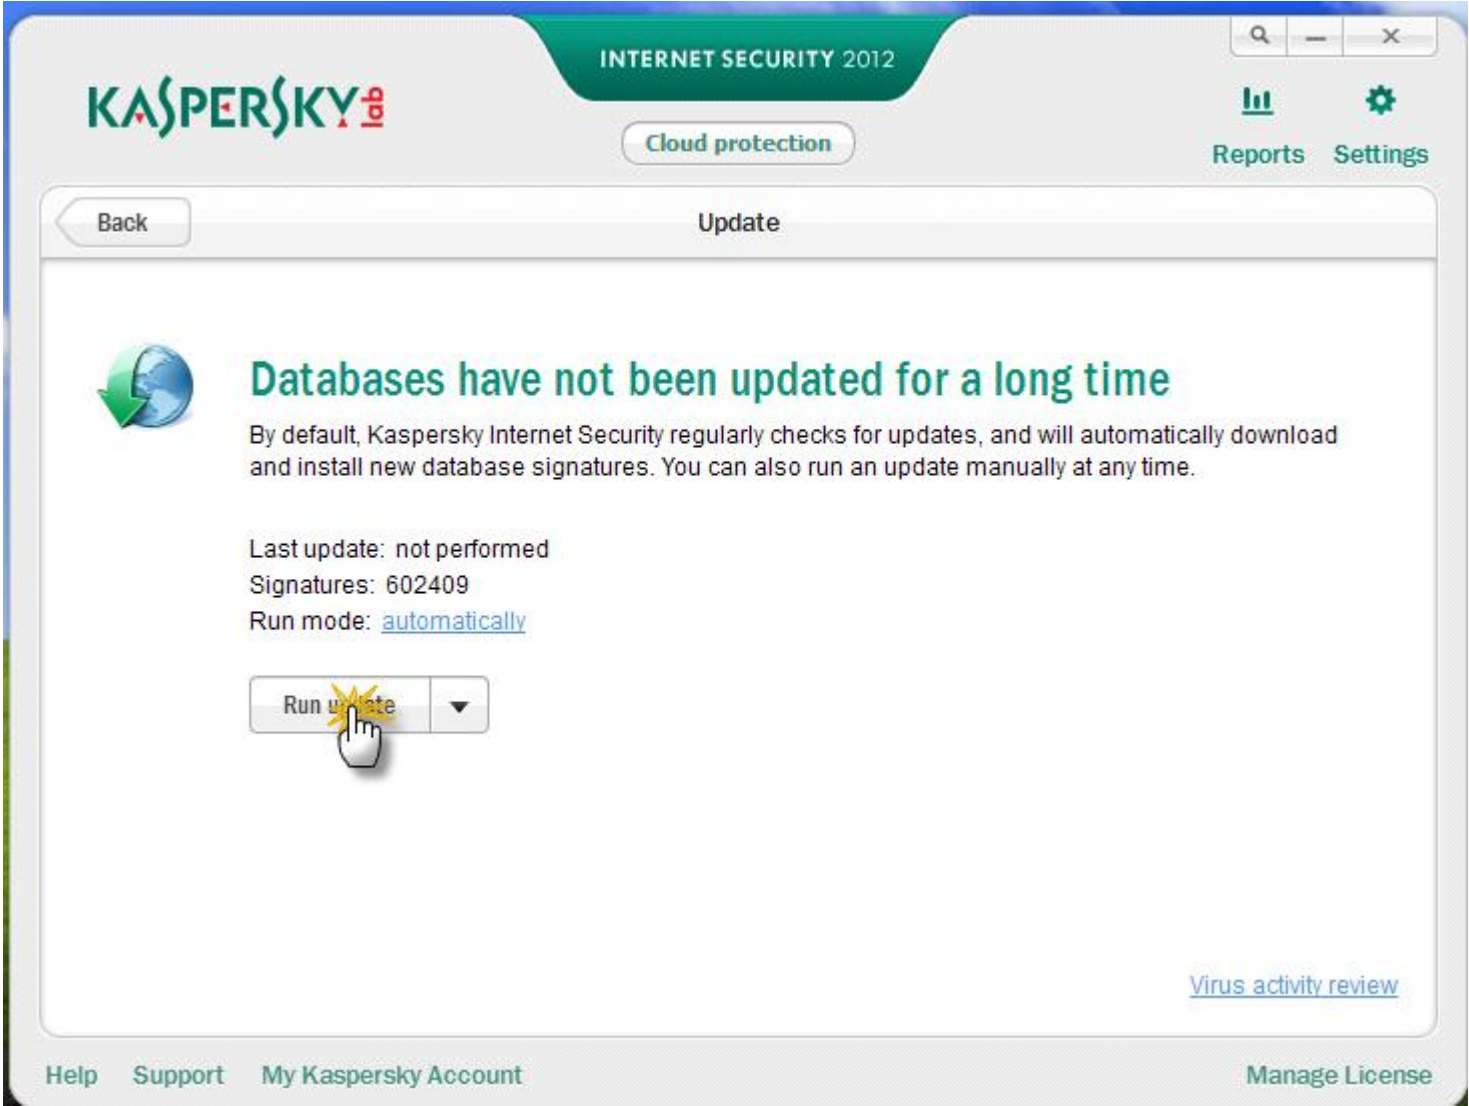 INTERNET SECURITY 2012
KASPERSKY lab
Cloud protection
Reports Settings
Back
Update
Databases have not been updated for a long time
By default, Kaspersky Internet Security regularly checks for updates, and will automatically download
and install new database signatures. You can also run an update manually at any time.
Last update: not performed
Signatures: 602409
Run mode: automatically
Run update
Virus activity review
Help Support My Kaspersky Account Manage License